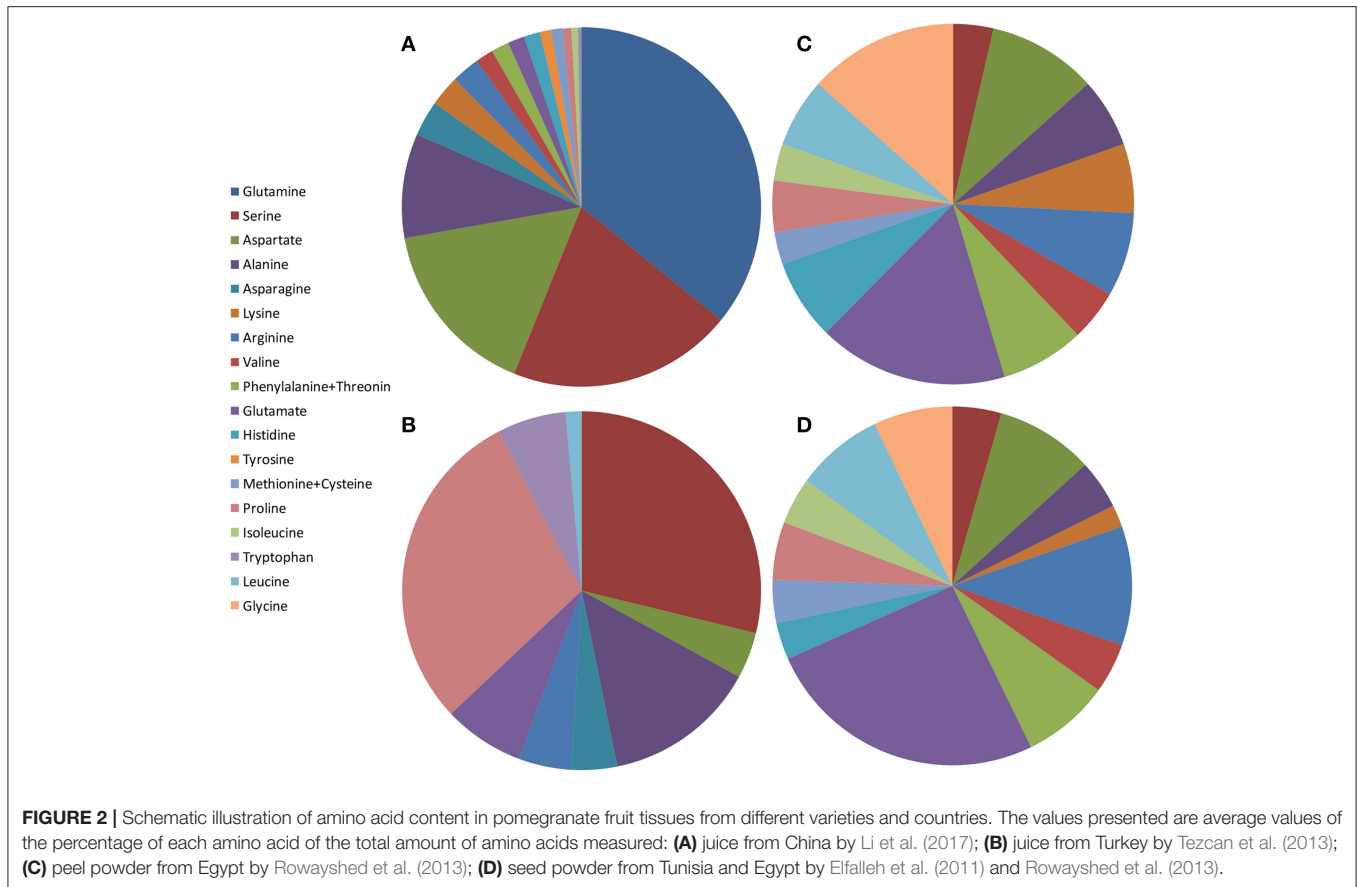 A
C
Glutamine
Serine
Aspartate
Alanine
Asparagine
Lysine
Arginine
Valine
Phenylalanine+Threonin
Glutamate
Histidine
Tyrosine
Methionine+Cysteine
Proline
Isoleucine
Tryptophan
Leucine
Glycine
B
D
FIGURE 2 | Schematic illustration of amino acid content in pomegranate fruit tissues from different varieties and countries. The values presented are average values of
the percentage of each amino acid of the total amount of amino acids measured: (A) juice from China by Li et al. (2017); (B) juice from Turkey by Tezcan et al. (2013);
(C) peel powder from Egypt by Rowayshed et al. (2013); (D) seed powder from Tunisia and Egypt by Elfalleh et al. (2011) and Rowayshed et al. (2013).